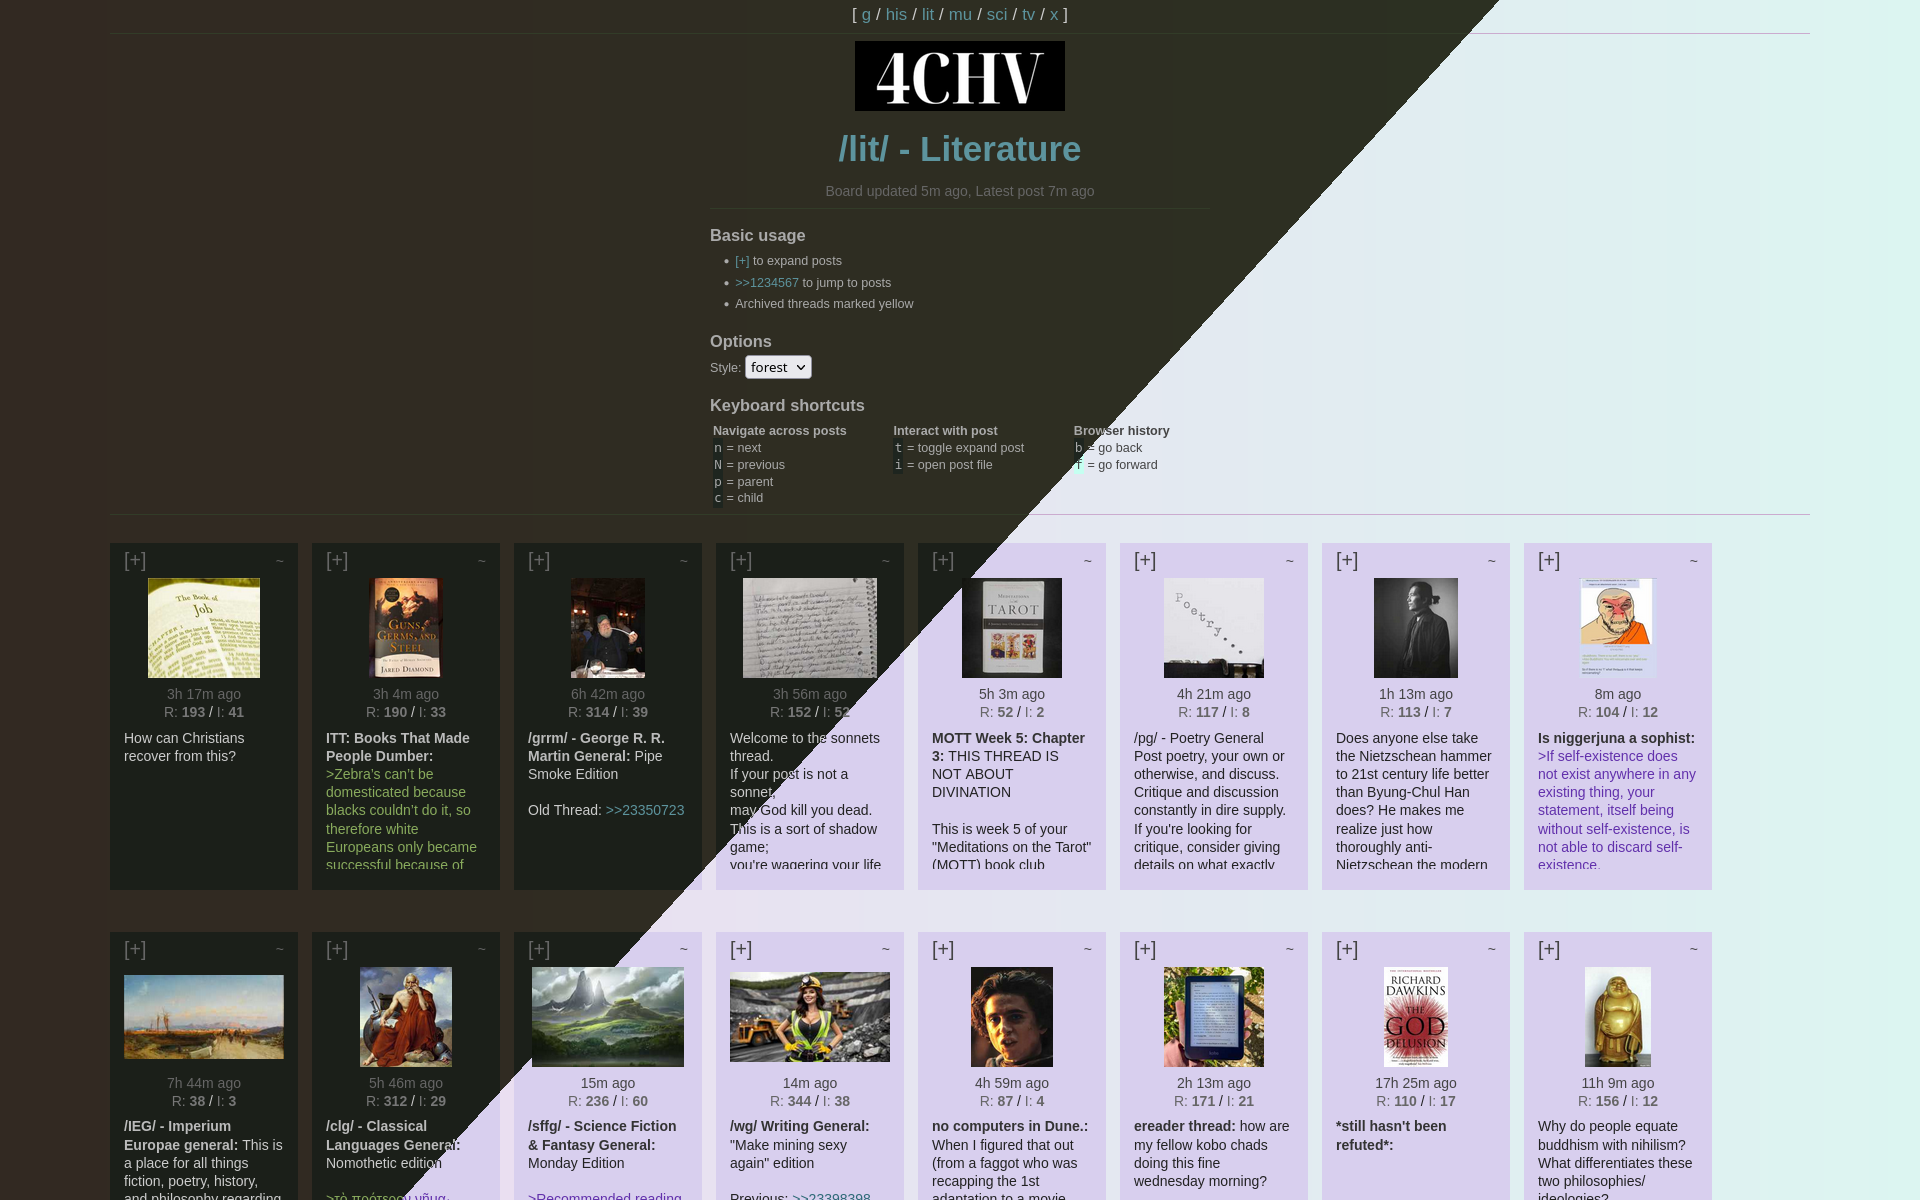 [ g / his / lit / mu / sci / tv / x ]
4CHV
/lit/ - Literature
Board updated 5m ago, Latest post 7m ago
Basic usage
[+] to expand posts
>>1234567 to jump to posts
Archived threads marked yellow
Options
Style: forest
Keyboard shortcuts
Navigate across posts
n = next
N = previous
p = parent
c = child
Interact with post
t = toggle expand post
i = open post file
Browser history
b = go back
f = go forward
[+] ~
The Book of
Job
3h 17m ago
R: 193 / I: 41
How can Christians
recover from this?
[+] ~
GUNS,
GERMS, AND
STEEL
JARED DIAMOND
3h 4m ago
R: 190 / I: 33
ITT: Books That Made
People Dumber:
>Zebra's can't be
domesticated because
blacks couldn't do it, so
therefore white
Europeans only became
successful because of
[+] ~
6h 42m ago
R: 314 / I: 39
/grrm/ - George R. R.
Martin General: Pipe
Smoke Edition
Old Thread: >>23350723
[+] ~
3h 56m ago
R: 152 / I: 52
Welcome to the sonnets
thread.
If your post is not a
sonnet,
may God kill you dead.
This is a sort of shadow
game;
you're wagering your life
[+] ~
TAROT
5h 3m ago
R: 52 / I: 2
MOTT Week 5: Chapter
3: THIS THREAD IS
NOT ABOUT
DIVINATION
This is week 5 of your
"Meditations on the Tarot"
(MOTT) book club
[+] ~
Poetry...
4h 21m ago
R: 117 / I: 8
/pg/ - Poetry General
Post poetry, your own or
otherwise, and discuss.
Critique and discussion
constantly in dire supply.
If you're looking for
critique, consider giving
details on what exactly
[+] ~
1h 13m ago
R: 113 / I: 7
Does anyone else take
the Nietzschean hammer
to 21st century life better
than Byung-Chul Han
does? He makes me
realize just how
thoroughly anti-
Nietzschean the modern
[+] ~
8m ago
R: 104 / I: 12
Is niggerjuna a sophist:
>If self-existence does
not exist anywhere in any
existing thing, your
statement, itself being
without self-existence, is
not able to discard self-
existence.
[+] ~
7h 44m ago
R: 38 / I: 3
/IEG/ - Imperium
Europae general: This is
a place for all things
fiction, poetry, history,
and philosophy regarding
[+] ~
5h 46m ago
R: 312 / I: 29
/clg/ - Classical
Languages General:
Nomothetic edition
>τὸ πρότερον νῆμα·
[+] ~
15m ago
R: 236 / I: 60
/sffg/ - Science Fiction
& Fantasy General:
Monday Edition
>Recommended reading
[+] ~
14m ago
R: 344 / I: 38
/wg/ Writing General:
"Make mining sexy
again" edition
Previous: >>23398398
[+] ~
4h 59m ago
R: 87 / I: 4
no computers in Dune.:
When I figured that out
(from a faggot who was
recapping the 1st
adaptation to a movie
[+] ~
2h 13m ago
R: 171 / I: 21
ereader thread: how are
my fellow kobo chads
doing this fine
wednesday morning?
[+] ~
RICHARD
DAWKINS
THE
GOD
DELUSION
17h 25m ago
R: 110 / I: 17
*still hasn't been
refuted*:
[+] ~
11h 9m ago
R: 156 / I: 12
Why do people equate
buddhism with nihilism?
What differentiates these
two philosophies/
ideologies?